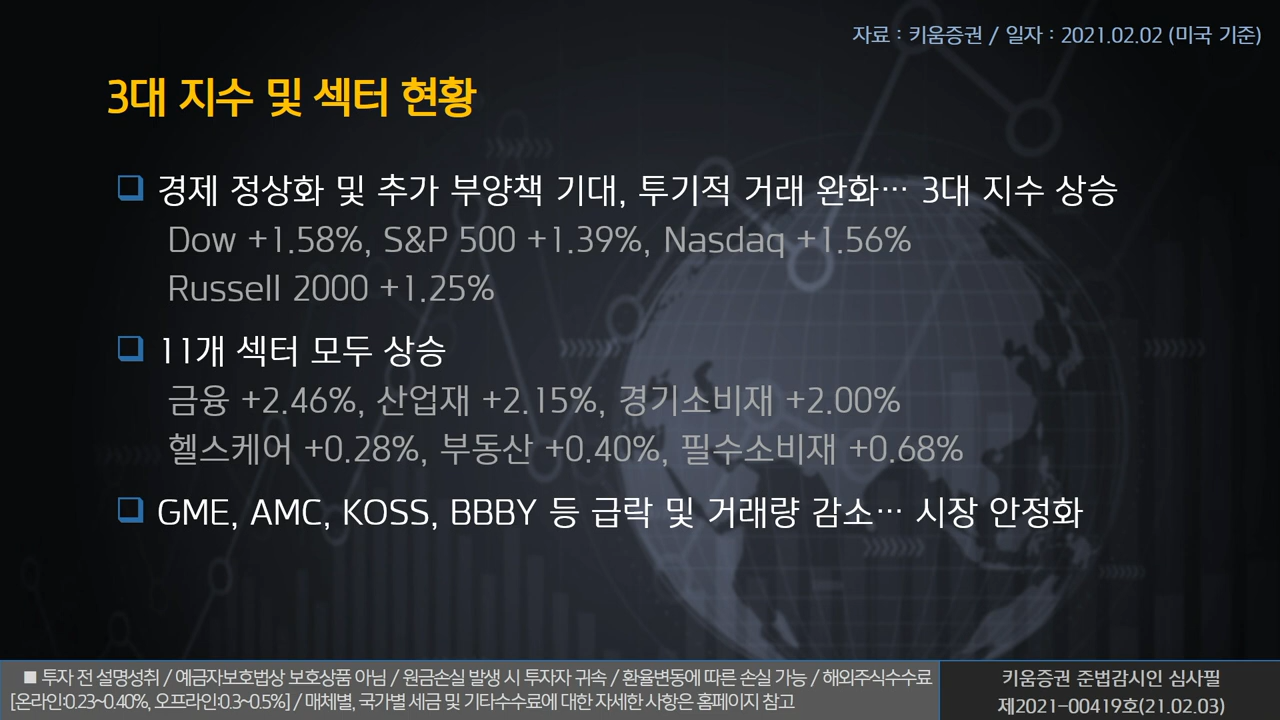 자료 : 키움증권 / 일자 : 2021.02.02 (미국 기준)
3대 지수 및 섹터 현황
❑ 경제 정상화 및 추가 부양책 기대, 투기적 거래 완화… 3대 지수 상승
Dow +1.58%, S&P 500 +1.39%, Nasdaq +1.56%
Russell 2000 +1.25%
❑ 11개 섹터 모두 상승
금융 +2.46%, 산업재 +2.15%, 경기소비재 +2.00%
헬스케어 +0.28%, 부동산 +0.40%, 필수소비재 +0.68%
❑ GME, AMC, KOSS, BBBY 등 급락 및 거래량 감소… 시장 안정화
■ 투자 전 설명성취 / 예금자보호법상 보호상품 아님 / 원금손실 발생 시 투자자 귀속 / 환율변동에 따른 손실 가능 / 해외주식수수료
[온라인:0.23~0.40%, 오프라인:0.3~0.5%] / 매체별, 국가별 세금 및 기타수수료에 대한 자세한 사항은 홈페이지 참고
키움증권 준법감시인 심사필
제2021-00419호(21.02.03)